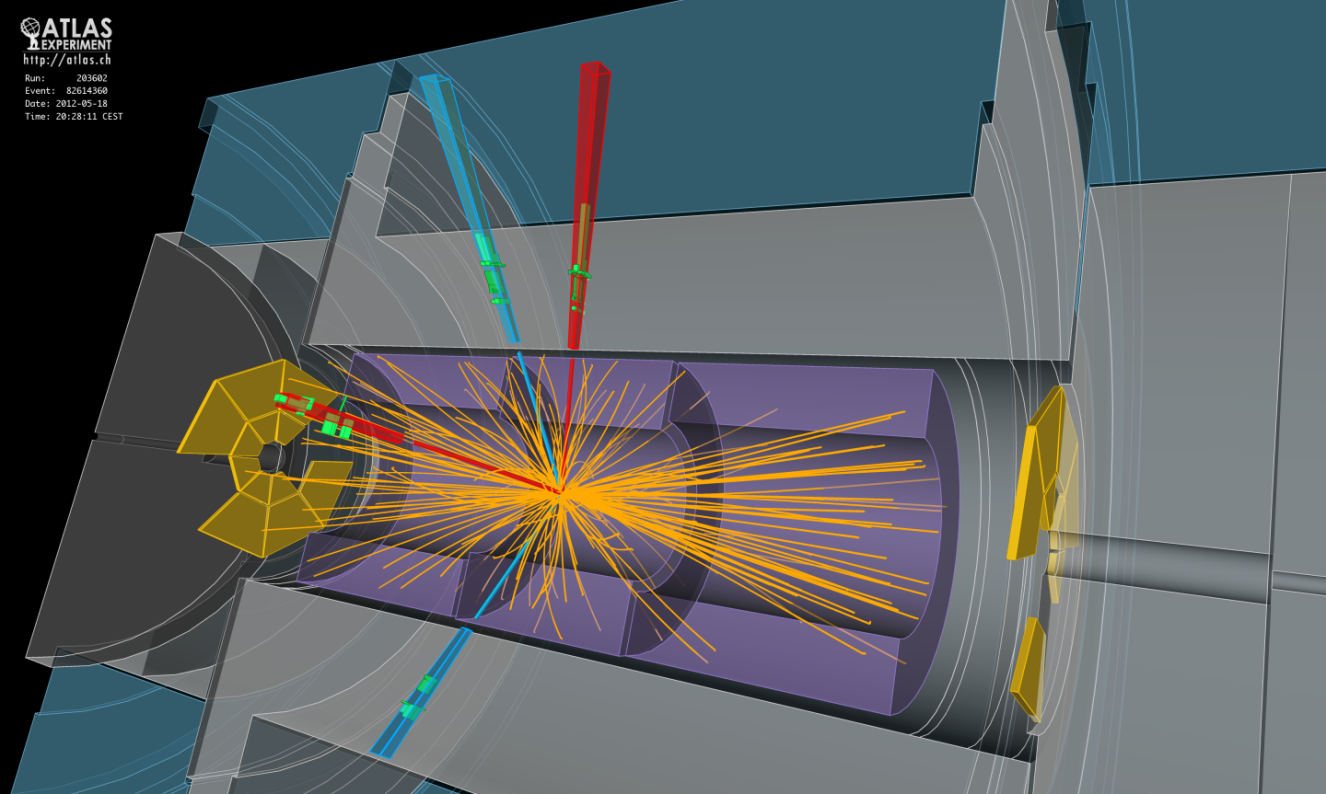 ATLAS
EXPERIMENT
http://atlas.ch
Run: 203602
Event: 82614360
Date: 2012-05-18
Time: 20:28:11 CEST